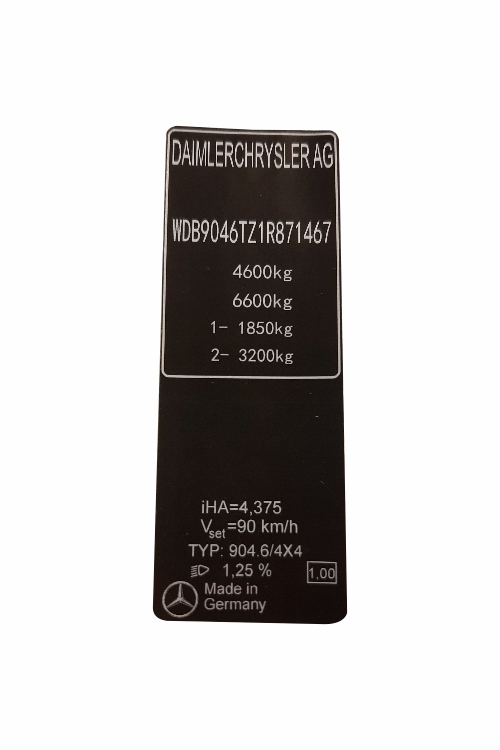 DAIMLERCHRYSLER AG
WDB9046TZ1R871467
4600kg
6600kg
1- 1850kg
2- 3200kg
iHA=4,375
Vset=90 km/h
TYP: 904.6/4X4
1,25 % 1,00
Made in
Germany